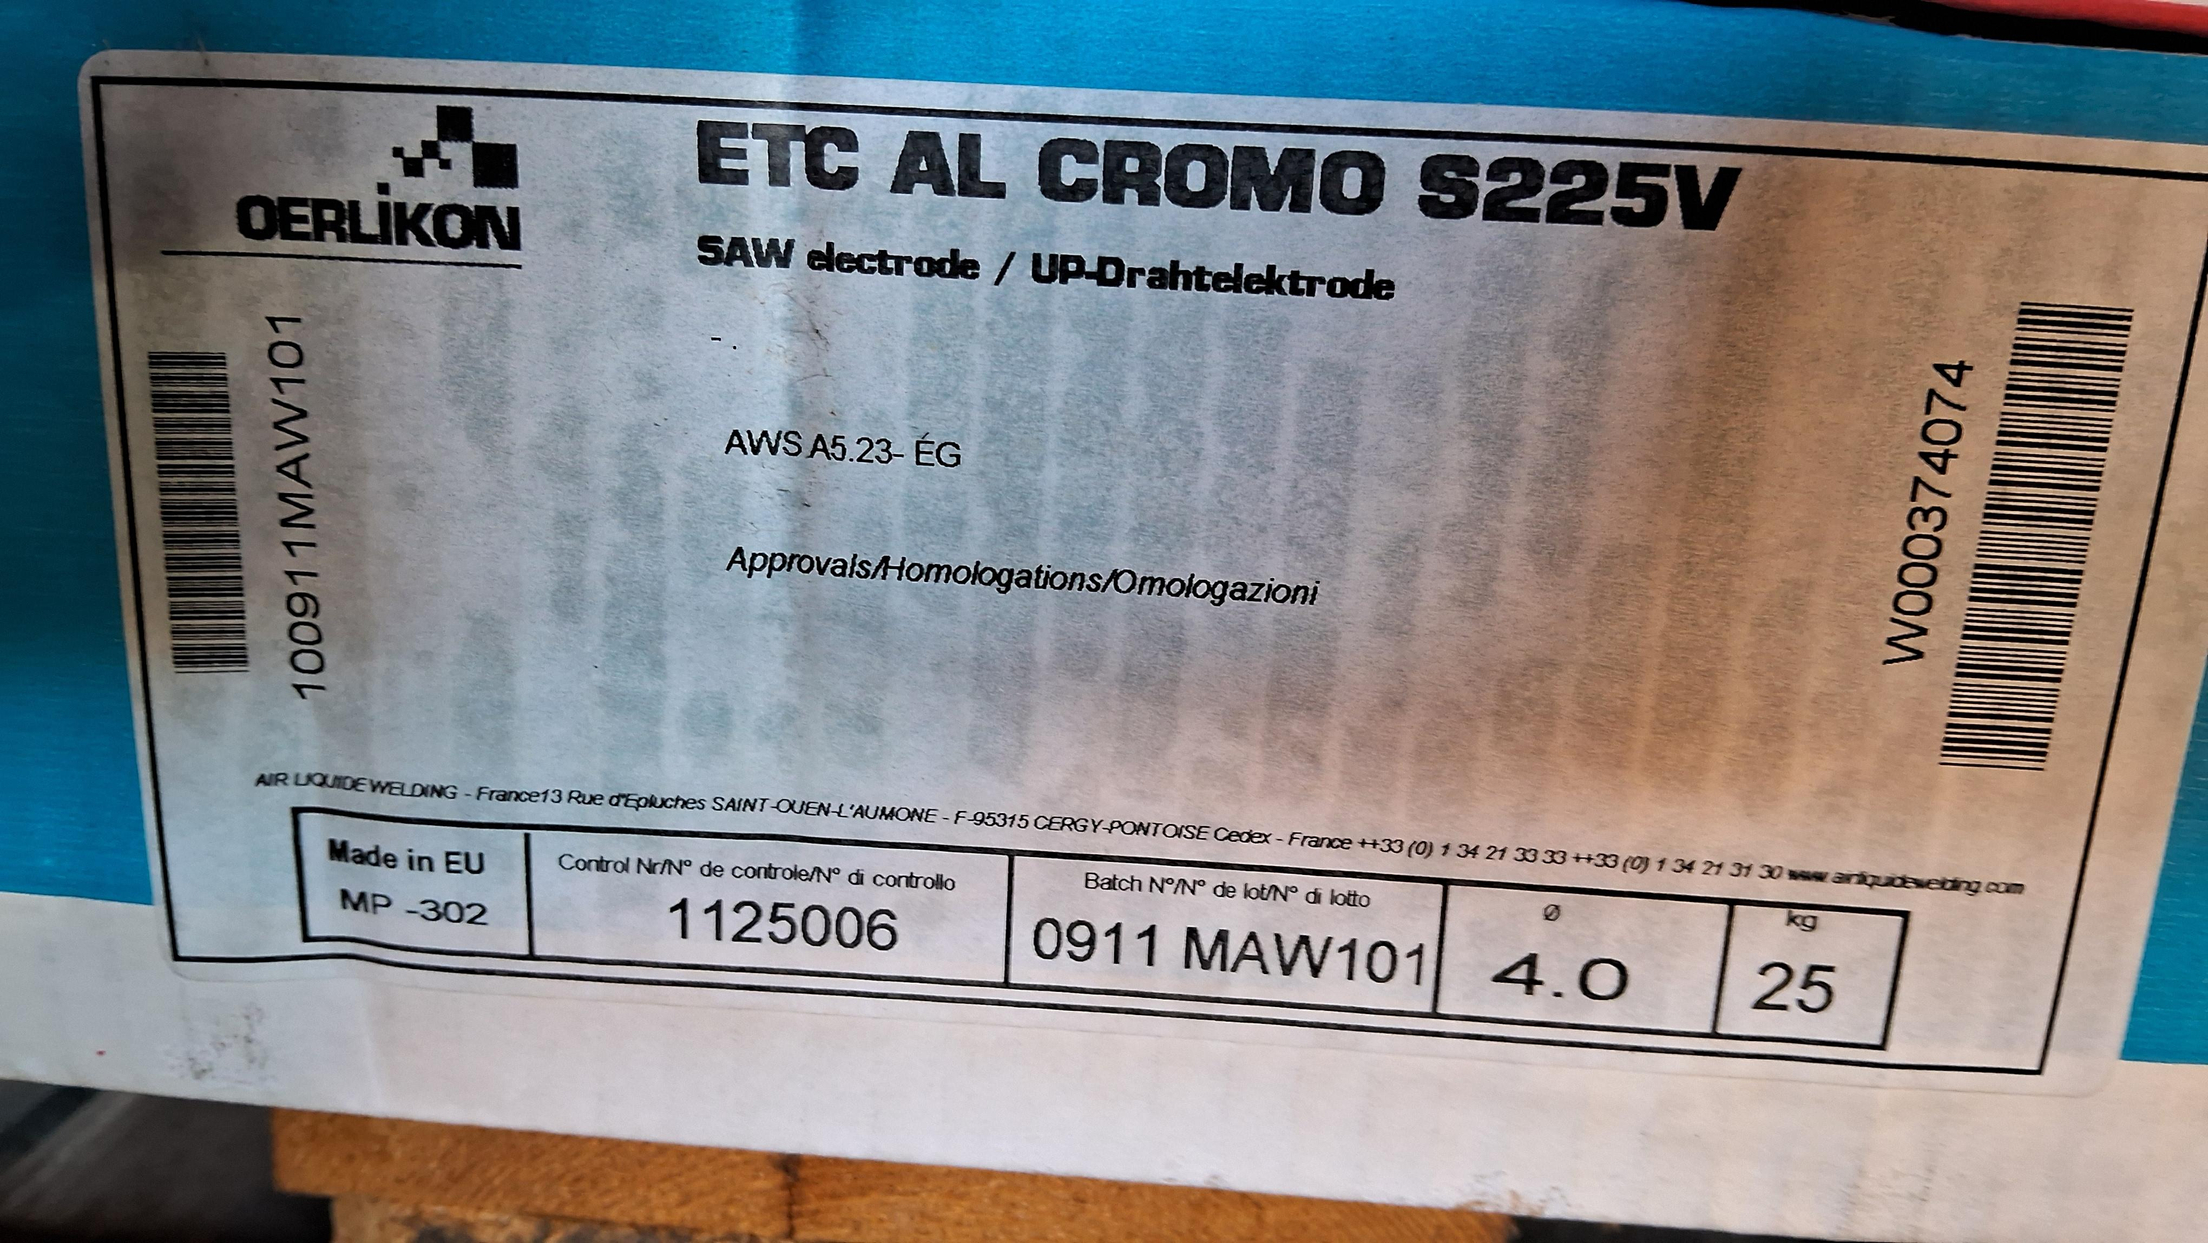 OERLiKON
ETC AL CROMO S225V
SAW electrode / UP-Drahtelektrode
- .
AWS A5.23- ÉG
Approvals/Homologations/Omologazioni
100911MAW101
W000374074
AIR LIQUIDE WELDING - France13 Rue d'Epluches SAINT-OUEN-L'AUMONE - F-95315 CERGY-PONTOISE Cedex - France ++33 (0) 1 34 21 33 33 ++33 (0) 1 34 21 31 30 www.airliquidewelding.com
Made in EU
MP -302
Control Nr/N° de controle/N° di controllo
1125006
Batch N°/N° de lot/N° di lotto
0911 MAW101
Ø
4.0
kg
25